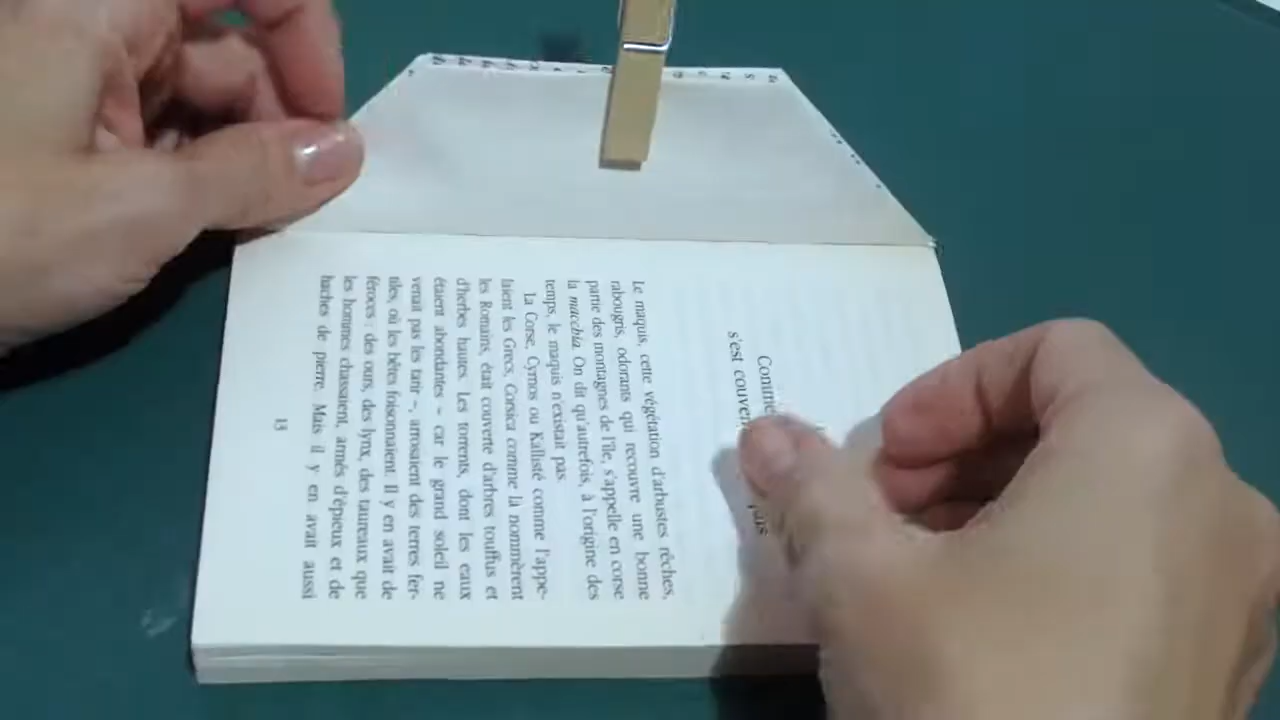 Comme
s'est couver
pas
Le maquis, cette végétation d'arbustes rêches,
rabougris, odorants qui recouvre une bonne
partie des montagnes de l'île, s'appelle en corse
la macchia. On dit qu'autrefois, à l'origine des
temps, le maquis n'existait pas.
La Corse, Cyrnos ou Kallisté comme l'appe-
laient les Grecs, Corsica comme la nommèrent
les Romains, était couverte d'arbres touffus et
d'herbes hautes. Les torrents, dont les eaux
étaient abondantes – car le grand soleil ne
venait pas les tarir –, arrosaient des terres fer-
tiles, où les bêtes foisonnaient. Il y en avait de
féroces : des ours, des lynx, des taureaux que
les hommes chassaient, armés d'épieux et de
haches de pierre. Mais il y en avait aussi
13